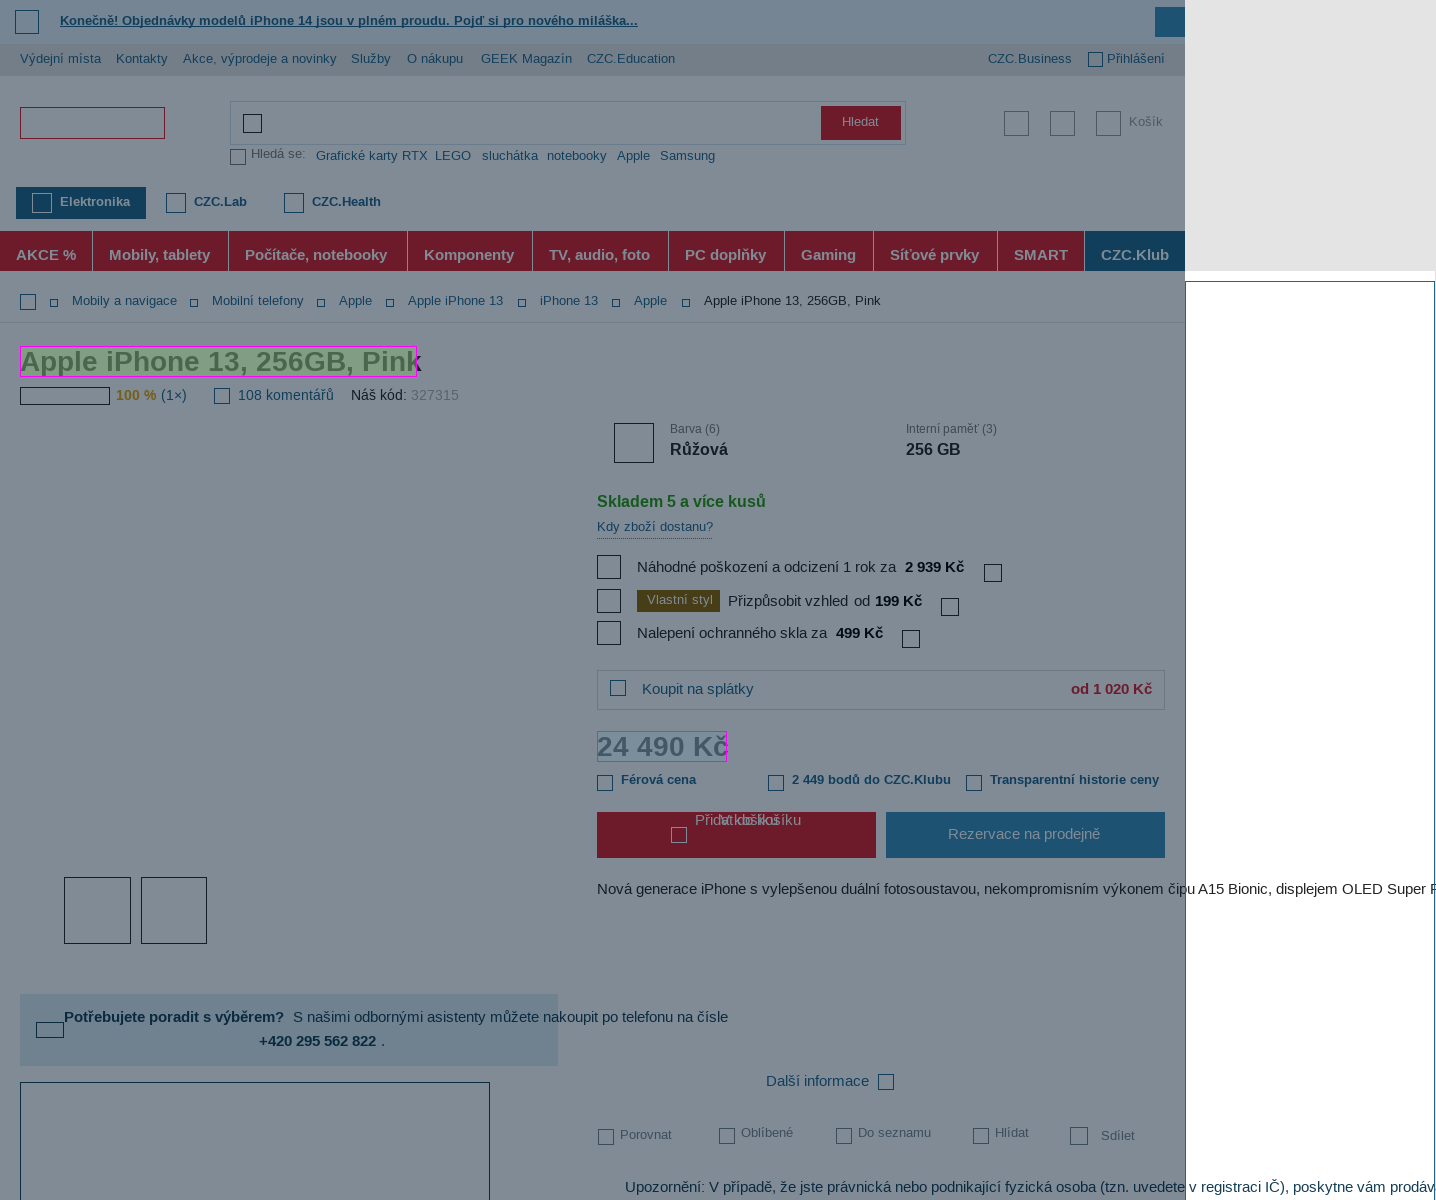 Konečně! Objednávky modelů iPhone 14 jsou v plném proudu. Pojď si pro nového miláška...
Výdejní místa Kontakty Akce, výprodeje a novinky Služby O nákupu GEEK Magazín CZC.Education CZC.Business Přihlášení
Hledat
Košík
Hledá se: Grafické karty RTX LEGO sluchátka notebooky Apple Samsung
Elektronika CZC.Lab CZC.Health
AKCE % Mobily, tablety Počítače, notebooky Komponenty TV, audio, foto PC doplňky Gaming Síťové prvky SMART CZC.Klub
Mobily a navigace Mobilní telefony Apple Apple iPhone 13 iPhone 13 Apple Apple iPhone 13, 256GB, Pink
Apple iPhone 13, 256GB, Pink
100 % (1×) 108 komentářů Náš kód: 327315
Barva (6) Interní paměť (3)
Růžová 256 GB
Skladem 5 a více kusů
Kdy zboží dostanu?
Náhodné poškození a odcizení 1 rok za 2 939 Kč
Vlastní styl Přizpůsobit vzhled od 199 Kč
Nalepení ochranného skla za 499 Kč
Koupit na splátky od 1 020 Kč
24 490 Kč
Férová cena 2 449 bodů do CZC.Klubu Transparentní historie ceny
Přidat do košíku
V košíku
Rezervace na prodejně
Nová generace iPhone s vylepšenou duální fotosoustavou, nekompromisním výkonem čipu A15 Bionic, displejem OLED Super
Potřebujete poradit s výběrem? S našimi odbornými asistenty můžete nakoupit po telefonu na čísle
+420 295 562 822 .
Další informace
Porovnat Oblíbené Do seznamu Hlídat Sdílet
Upozornění: V případě, že jste právnická nebo podnikající fyzická osoba (tzn. uvedete v registraci IČ), poskytne vám prodáv